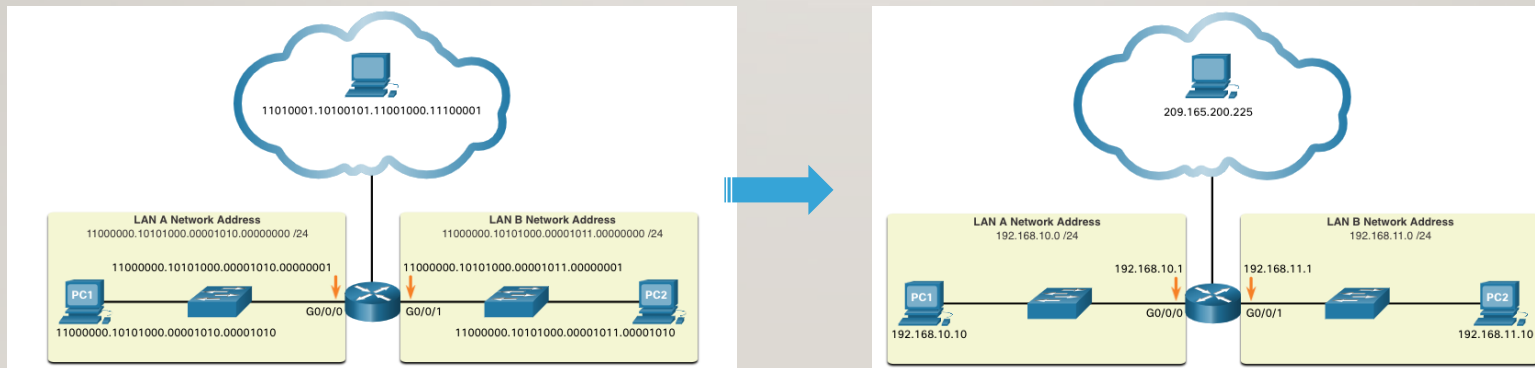 11010001.10100101.11001000.11100001
LAN A Network Address
11000000.10101000.00001010.00000000 /24
LAN B Network Address
11000000.10101000.00001011.00000000 /24
11000000.10101000.00001010.00000001
11000000.10101000.00001011.00000001
PC1
PC2
G0/0/0
G0/0/1
11000000.10101000.00001010.00001010
11000000.10101000.00001011.00001010
209.165.200.225
LAN A Network Address
192.168.10.0 /24
LAN B Network Address
192.168.11.0 /24
192.168.10.1
192.168.11.1
PC1
PC2
G0/0/0
G0/0/1
192.168.10.10
192.168.11.10